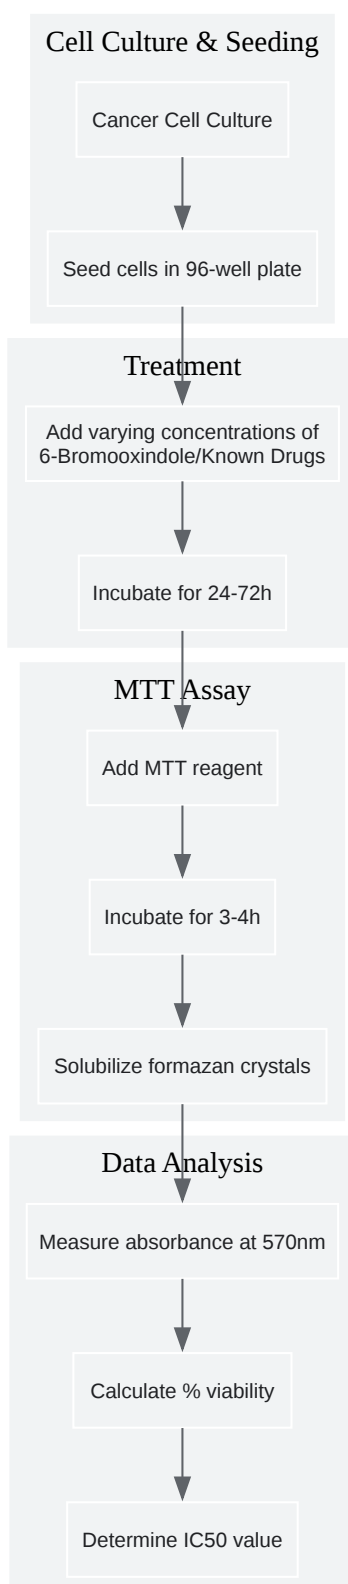 Cell Culture & Seeding
Cancer Cell Culture
Seed cells in 96-well plate
Treatment
Add varying concentrations of
6-Bromooxindole/Known Drugs
Incubate for 24-72h
MTT Assay
Add MTT reagent
Incubate for 3-4h
Solubilize formazan crystals
Data Analysis
Measure absorbance at 570nm
Calculate % viability
Determine IC50 value